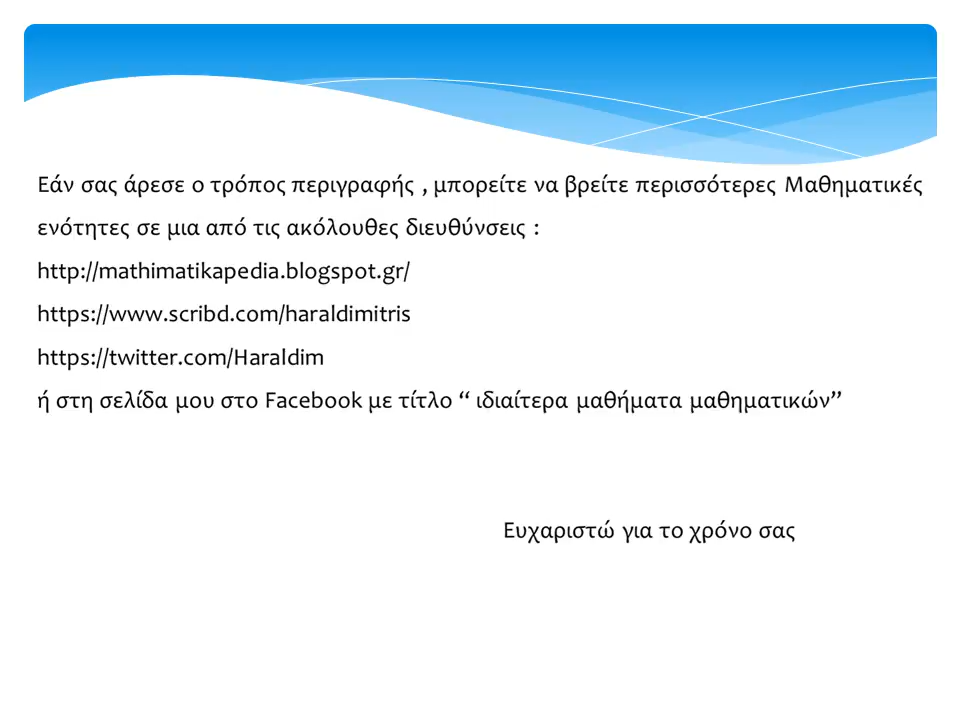 Εάν σας άρεσε ο τρόπος περιγραφής , μπορείτε να βρείτε περισσότερες Μαθηματικές
ενότητες σε μια από τις ακόλουθες διευθύνσεις :
http://mathimatikapedia.blogspot.gr/
https://www.scribd.com/haraldimitris
https://twitter.com/Haraldim
ή στη σελίδα μου στο Facebook με τίτλο “ ιδιαίτερα μαθήματα μαθηματικών”
Ευχαριστώ για το χρόνο σας